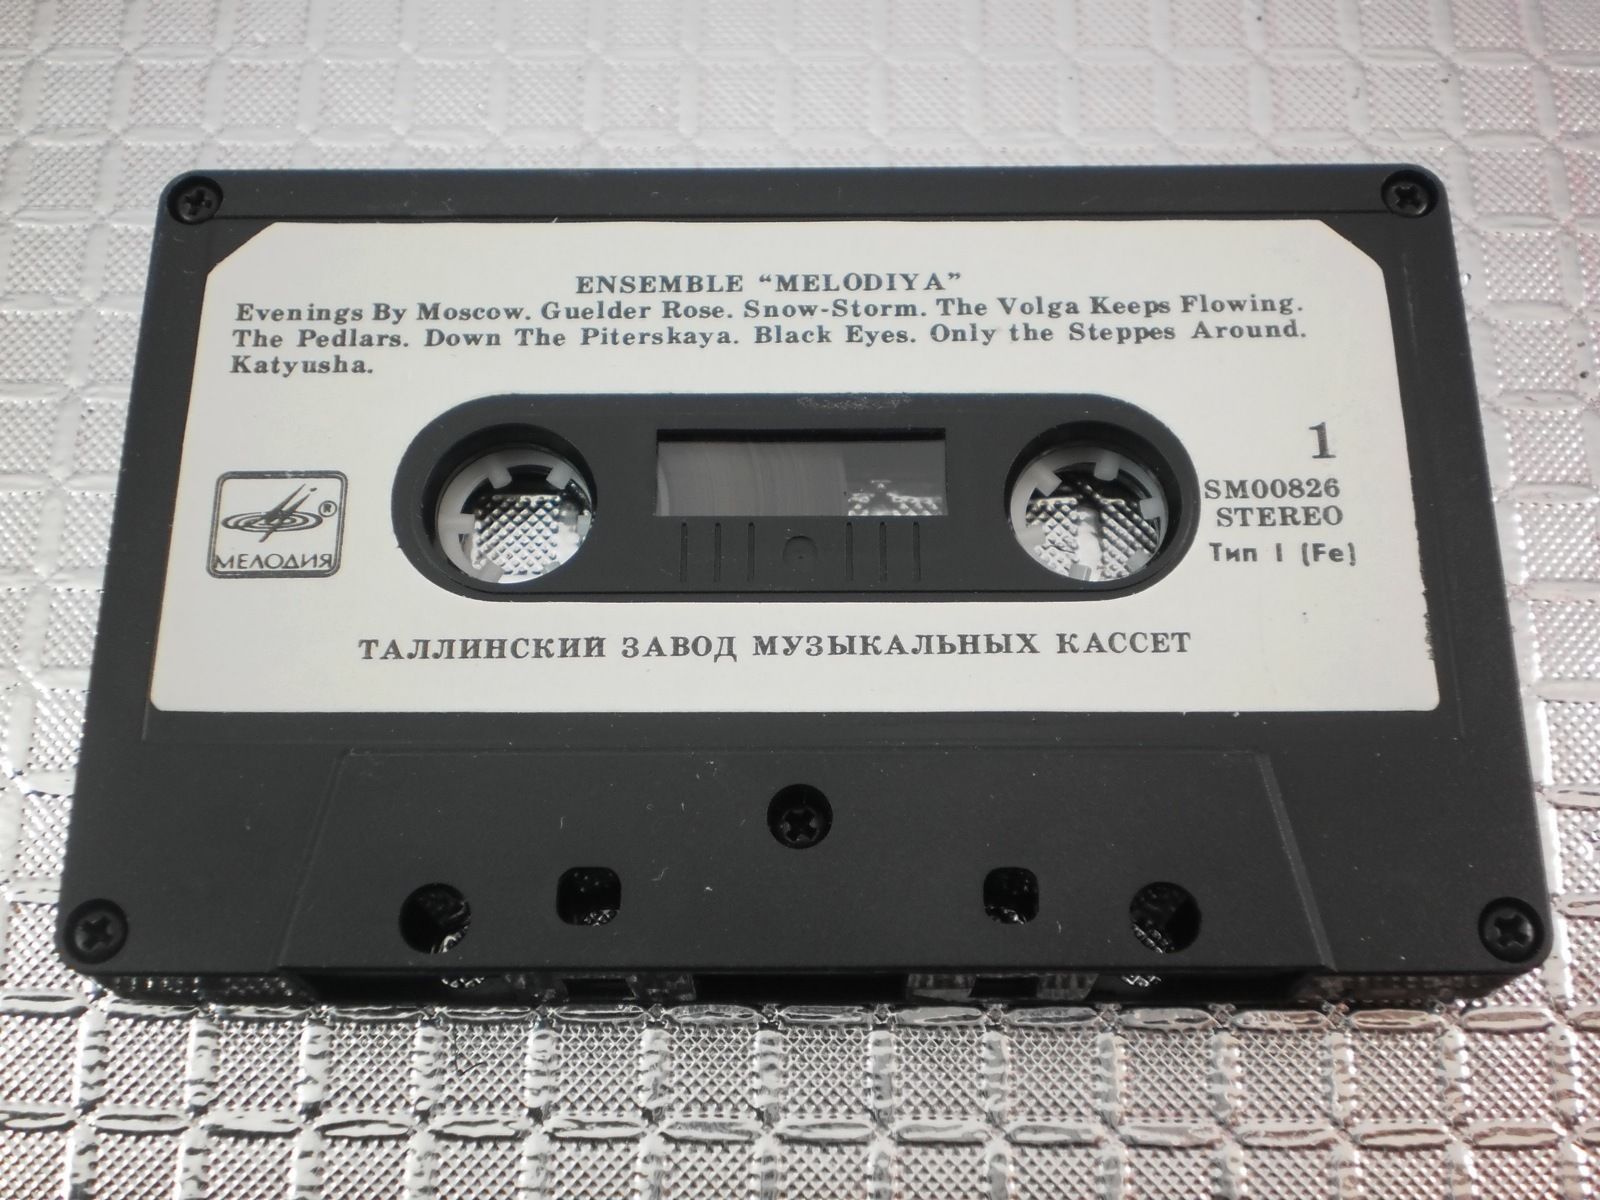 ENSEMBLE “MELODIYA”
Evenings By Moscow. Guelder Rose. Snow-Storm. The Volga Keeps Flowing.
The Pedlars. Down The Piterskaya. Black Eyes. Only the Steppes Around.
Katyusha.
1
SM00826
STEREO
Тип I (Fe)
®
МЕЛОДИЯ
ТАЛЛИНСКИЙ ЗАВОД МУЗЫКАЛЬНЫХ КАССЕТ